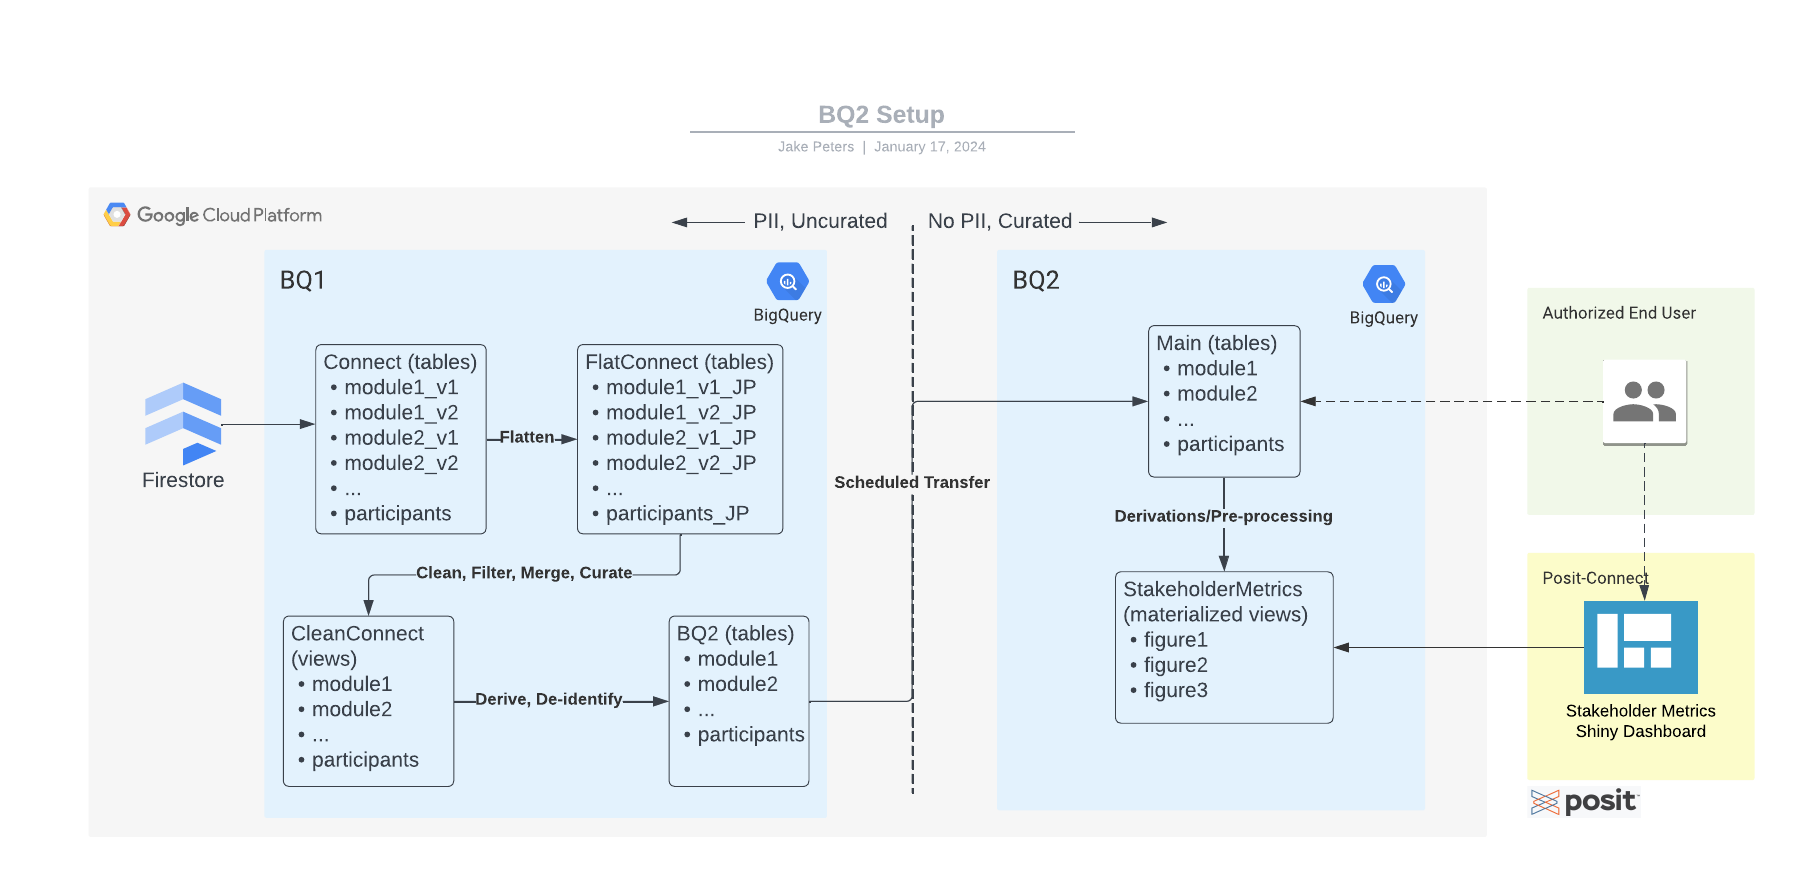 BQ2 Setup
Jake Peters | January 17, 2024
Google Cloud Platform
PII, Uncurated
No PII, Curated
BQ1
BigQuery
Firestore
Connect (tables)
• module1_v1
• module1_v2
• module2_v1
• module2_v2
• ...
• participants
Flatten
FlatConnect (tables)
• module1_v1_JP
• module1_v2_JP
• module2_v1_JP
• module2_v2_JP
• ...
• participants_JP
Clean, Filter, Merge, Curate
CleanConnect
(views)
• module1
• module2
• ...
• participants
Derive, De-identify
BQ2 (tables)
• module1
• module2
• ...
• participants
Scheduled Transfer
BQ2
BigQuery
Main (tables)
• module1
• module2
• ...
• participants
Derivations/Pre-processing
StakeholderMetrics
(materialized views)
• figure1
• figure2
• figure3
Authorized End User
Posit-Connect
Stakeholder Metrics
Shiny Dashboard
posit